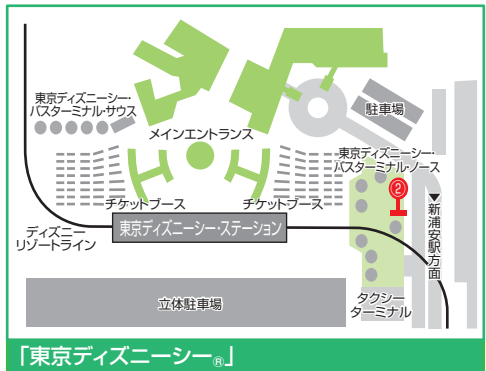 東京ディズニーシー・
バスターミナル・サウス
メインエントランス
駐車場
東京ディズニーシー・
バスターミナル・ノース
②
▼新浦安駅方面
チケットブース
チケットブース
東京ディズニーシー・ステーション
ディズニー
リゾートライン
立体駐車場
タクシー
ターミナル
「東京ディズニーシー®」